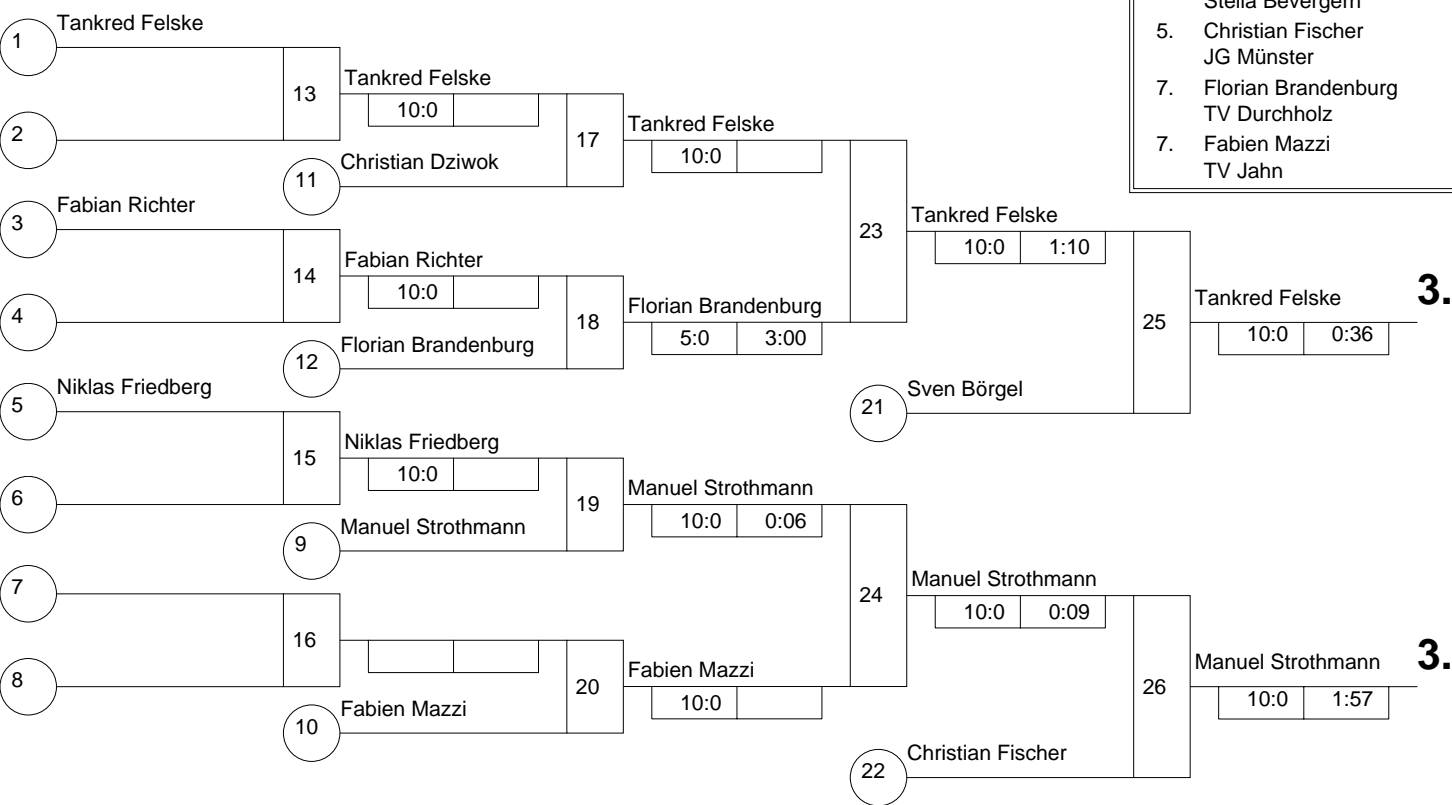 Stella Bevergern
5. Christian Fischer
JG Münster
7. Florian Brandenburg
TV Durchholz
7. Fabien Mazzi
TV Jahn
1 Tankred Felske
13 Tankred Felske
10:0
2
17 Tankred Felske
10:0
11 Christian Dziwok
3 Fabian Richter
23 Tankred Felske
10:0 1:10
14 Fabian Richter
10:0
4
18 Florian Brandenburg
5:0 3:00
12 Florian Brandenburg
25 Tankred Felske 3.
10:0 0:36
5 Niklas Friedberg
21 Sven Börgel
15 Niklas Friedberg
10:0
6
19 Manuel Strothmann
10:0 0:06
9 Manuel Strothmann
7
24 Manuel Strothmann
10:0 0:09
16
8
20 Fabien Mazzi
10:0
10 Fabien Mazzi
26 Manuel Strothmann 3.
10:0 1:57
22 Christian Fischer